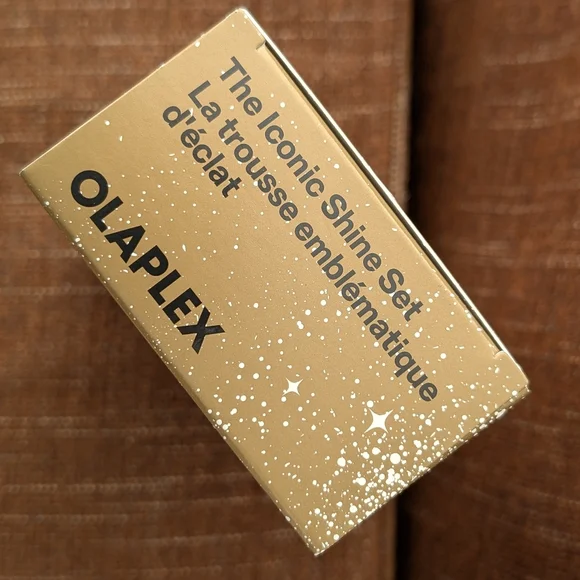 The Iconic Shine Set
La trousse emblématique
d'éclat
OLAPLEX